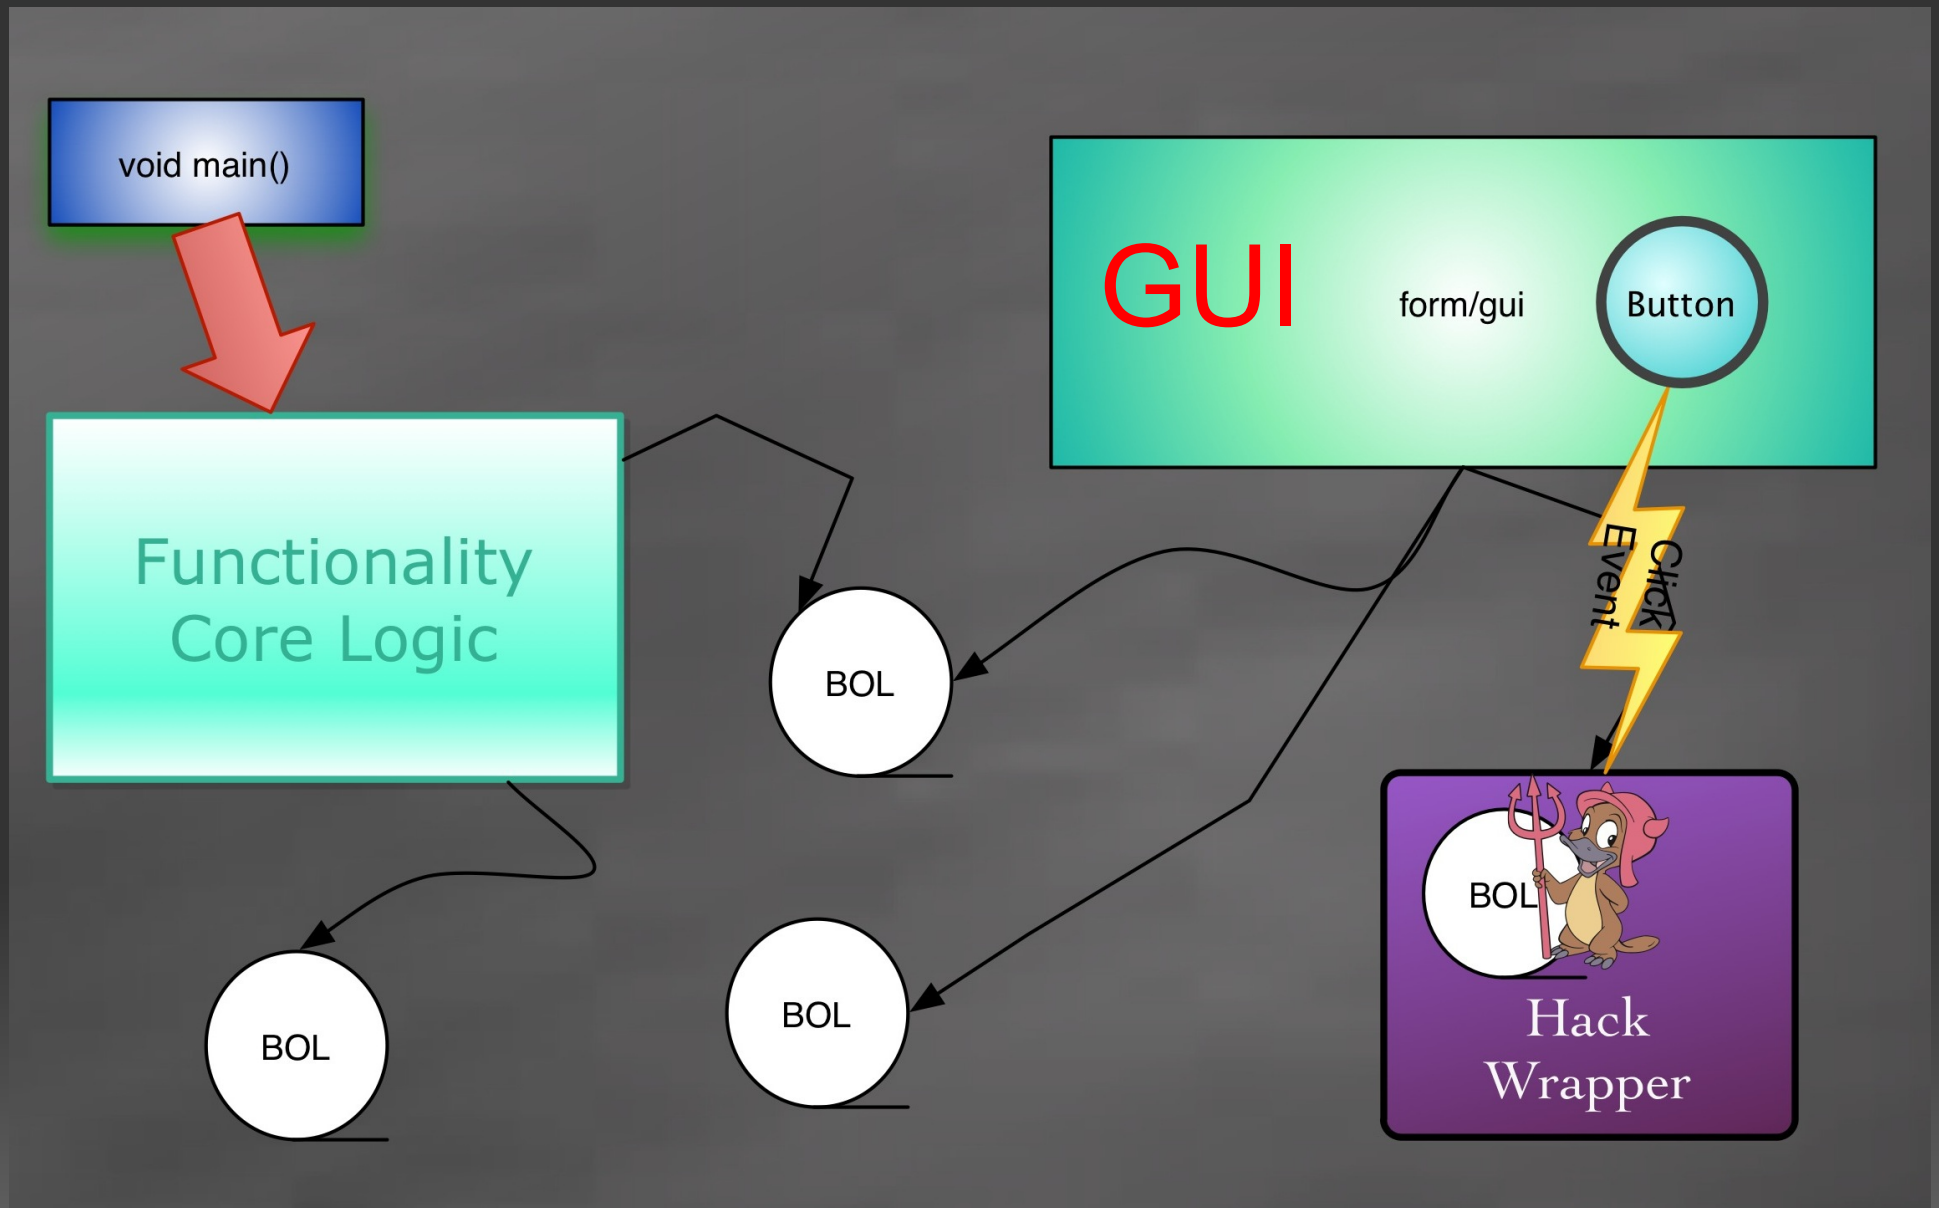 void main()
GUI
form/gui
Button
Click
Event
Functionality
Core Logic
BOL
BOL
BOL
BOL
Hack
Wrapper